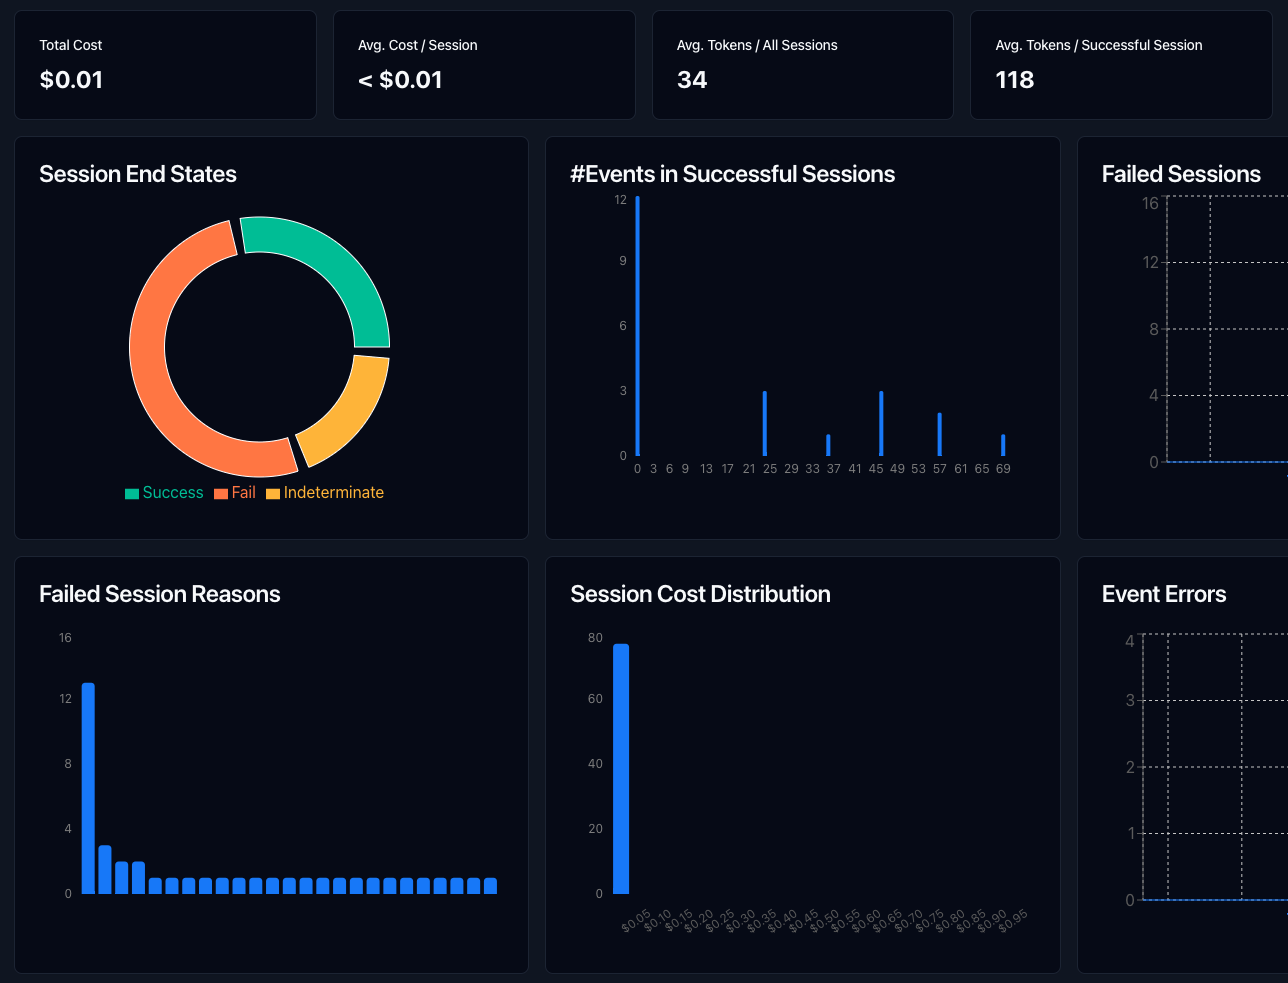 Total Cost
$0.01
Avg. Cost / Session
< $0.01
Avg. Tokens / All Sessions
34
Avg. Tokens / Successful Session
118
Session End States
Success Fail Indeterminate
#Events in Successful Sessions
12
9
6
3
0
0 3 6 9 13 17 21 25 29 33 37 41 45 49 53 57 61 65 69
Failed Sessions
16
12
8
4
0
Failed Session Reasons
16
12
8
4
0
Session Cost Distribution
80
60
40
20
0
$0.05 $0.10 $0.15 $0.20 $0.25 $0.30 $0.35 $0.40 $0.45 $0.50 $0.55 $0.60 $0.65 $0.70 $0.75 $0.80 $0.85 $0.90 $0.95
Event Errors
4
3
2
1
0